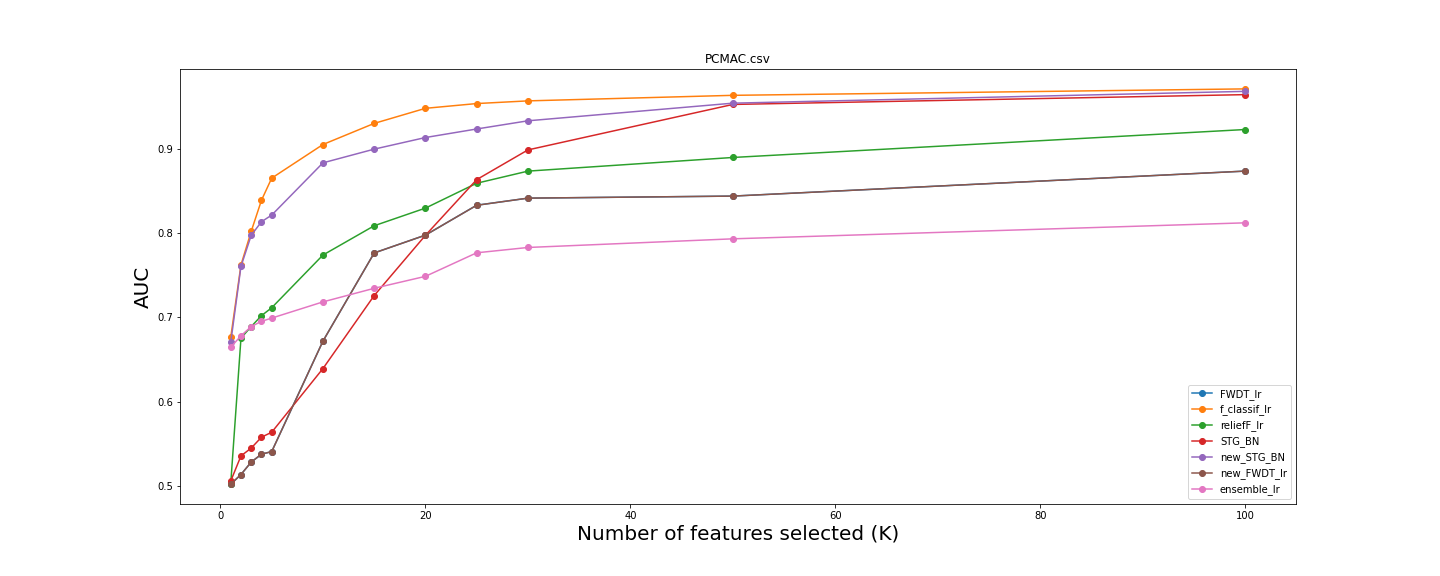 PCMAC.csv
AUC
0.9
0.8
0.7
0.6
0.5
0
20
40
60
80
100
Number of features selected (K)
FWDT_lr
f_classif_lr
reliefF_lr
STG_BN
new_STG_BN
new_FWDT_lr
ensemble_lr